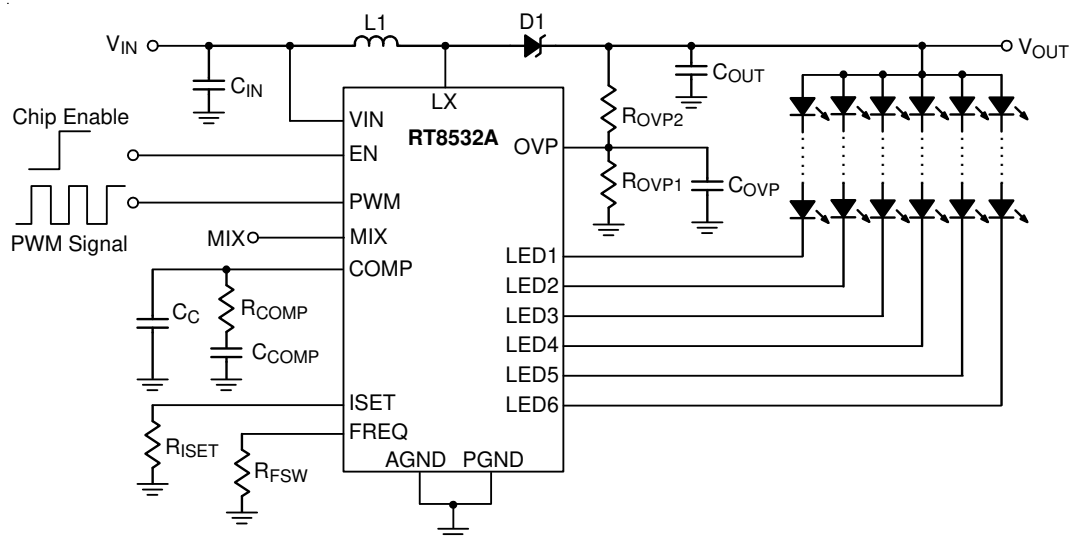 L1
D1
VIN
VOUT
CIN
COUT
LX
Chip Enable
VIN
RT8532A
ROVP2
EN
OVP
ROVP1
COVP
PWM
PWM Signal
MIX
MIX
LED1
COMP
LED2
CC
RCOMP
LED3
CCOMP
LED4
LED5
ISET
LED6
FREQ
RISET
RFSW
AGND
PGND